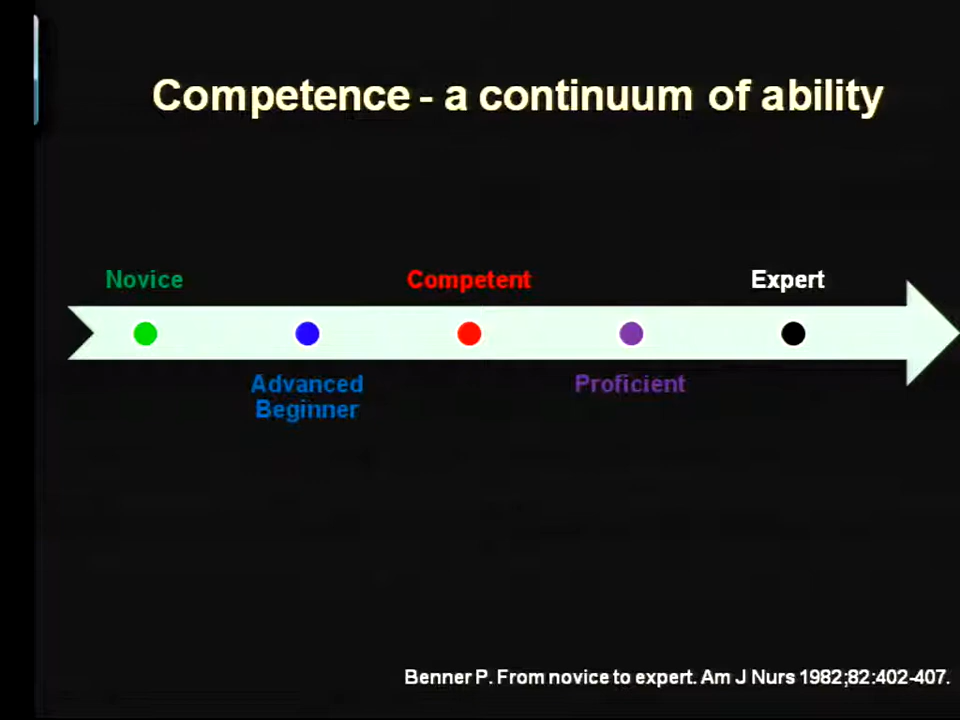 Competence - a continuum of ability
Novice
Competent
Expert
Advanced
Beginner
Proficient
Benner P. From novice to expert. Am J Nurs 1982;82:402-407.